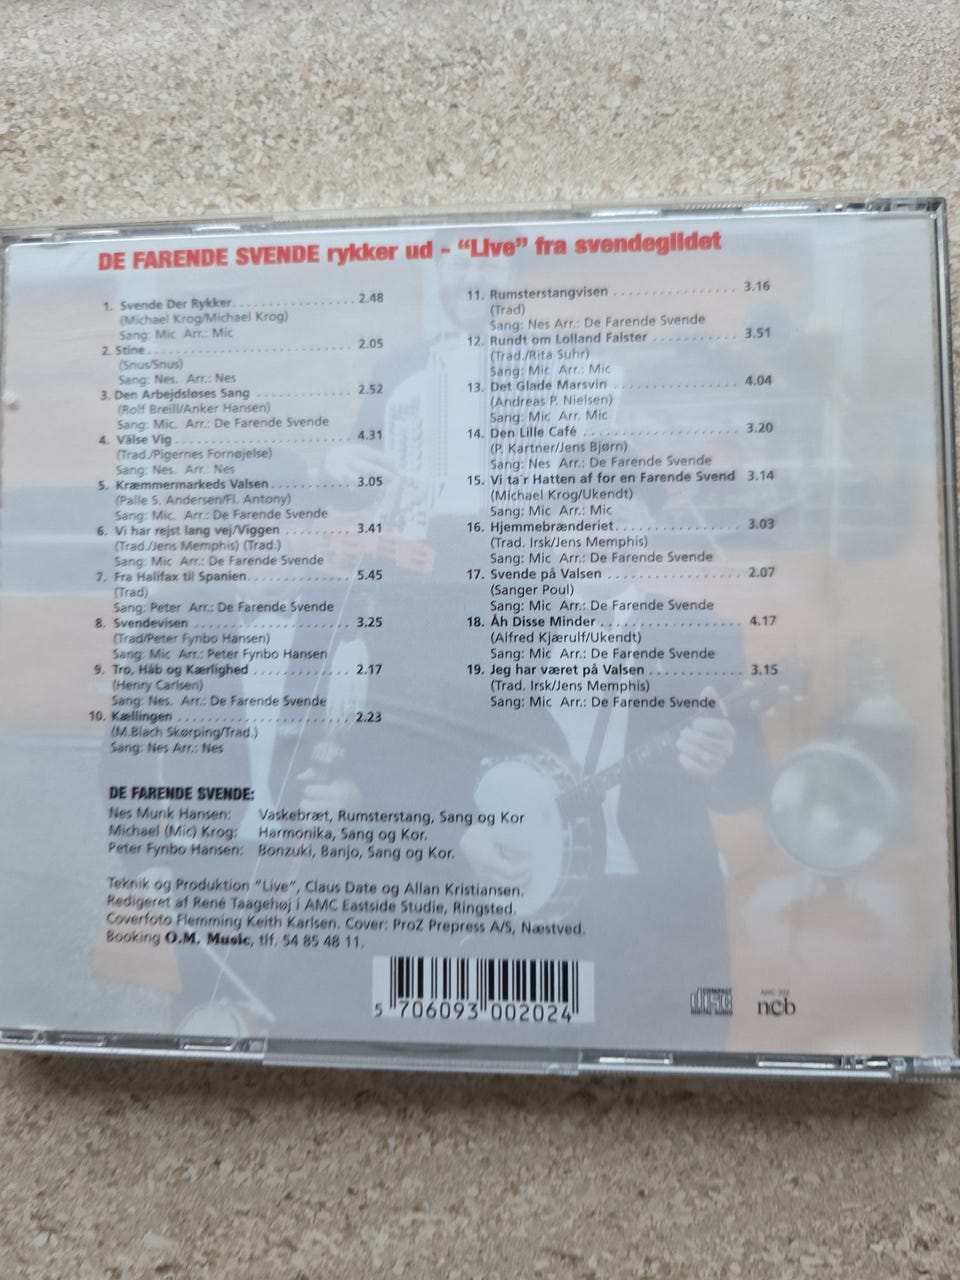 DE FARENDE SVENDE rykker ud - "Live" fra svendegildet
1. Svende Der Rykker. . . . . . . . . . . . . . . . . 2.48
(Michael Krog/Michael Krog)
Sang: Mic Arr.: Mic
2. Stine . . . . . . . . . . . . . . . . . . . . . . . . . . . . 2.05
(Snus/Snus)
Sang: Nes. Arr.: Nes
3. Den Arbejdsløses Sang . . . . . . . . . . . . . . 2.52
(Rolf Breill/Anker Hansen)
Sang: Mic. Arr.: De Farende Svende
4. Välse Vig . . . . . . . . . . . . . . . . . . . . . . . . 4.31
(Trad./Pigernes Fornøjelse)
Sang: Nes. Arr.: Nes
5. Kræmmermarkeds Valsen . . . . . . . . . . . 3.05
(Palle S. Andersen/Fl. Antony)
Sang: Mic. Arr.: De Farende Svende
6. Vi har rejst lang vej/Viggen . . . . . . . . . 3.41
(Trad./Jens Memphis) (Trad.)
Sang: Mic Arr.: De Farende Svende
7. Fra Halifax til Spanien. . . . . . . . . . . . . . 5.45
(Trad)
Sang: Peter Arr.: De Farende Svende
8. Svendevisen . . . . . . . . . . . . . . . . . . . . . 3.25
(Trad/Peter Fynbo Hansen)
Sang: Mic Arr.: Peter Fynbo Hansen
9. Tro, Håb og Kærlighed . . . . . . . . . . . . . 2.17
(Henry Carlsen)
Sang: Nes. Arr.: De Farende Svende
10. Kællingen . . . . . . . . . . . . . . . . . . . . . . . 2.23
(M.Blach Skørping/Trad.)
Sang: Nes Arr.: Nes
11. Rumsterstangvisen . . . . . . . . . . . . . . . . 3.16
(Trad)
Sang: Nes Arr.: De Farende Svende
12. Rundt om Lolland Falster . . . . . . . . . . . 3.51
(Trad./Rita Suhr)
Sang: Mic Arr.: Mic
13. Det Glade Marsvin . . . . . . . . . . . . . . . . 4.04
(Andreas P. Nielsen)
Sang: Mic Arr. Mic
14. Den Lille Café . . . . . . . . . . . . . . . . . . . . 3.20
(P. Kartner/Jens Bjørn)
Sang: Nes Arr.: De Farende Svende
15. Vi ta´r Hatten af for en Farende Svend 3.14
(Michael Krog/Ukendt)
Sang: Mic Arr.: Mic
16. Hjemmebrænderiet. . . . . . . . . . . . . . . . 3.03
(Trad. Irsk/Jens Memphis)
Sang: Mic Arr.: De Farende Svende
17. Svende på Valsen . . . . . . . . . . . . . . . . . 2.07
(Sanger Poul)
Sang: Mic Arr.: De Farende Svende
18. Åh Disse Minder . . . . . . . . . . . . . . . . . . 4.17
(Alfred Kjærulf/Ukendt)
Sang: Mic Arr.: De Farende Svende
19. Jeg har været på Valsen . . . . . . . . . . . . 3.15
(Trad. Irsk/Jens Memphis)
Sang: Mic Arr.: De Farende Svende
DE FARENDE SVENDE:
Nes Munk Hansen: Vaskebræt, Rumsterstang, Sang og Kor
Michael (Mic) Krog: Harmonika, Sang og Kor.
Peter Fynbo Hansen: Bonzuki, Banjo, Sang og Kor.
Teknik og Produktion "Live", Claus Date og Allan Kristiansen.
Redigeret af René Taagehøj i AMC Eastside Studie, Ringsted.
Coverfoto Flemming Keith Karlsen. Cover: ProZ Prepress A/S, Næstved.
Booking O.M. Music, tlf. 54 85 48 11.
5 706093 002024
COMPACT disc DIGITAL AUDIO
ncb